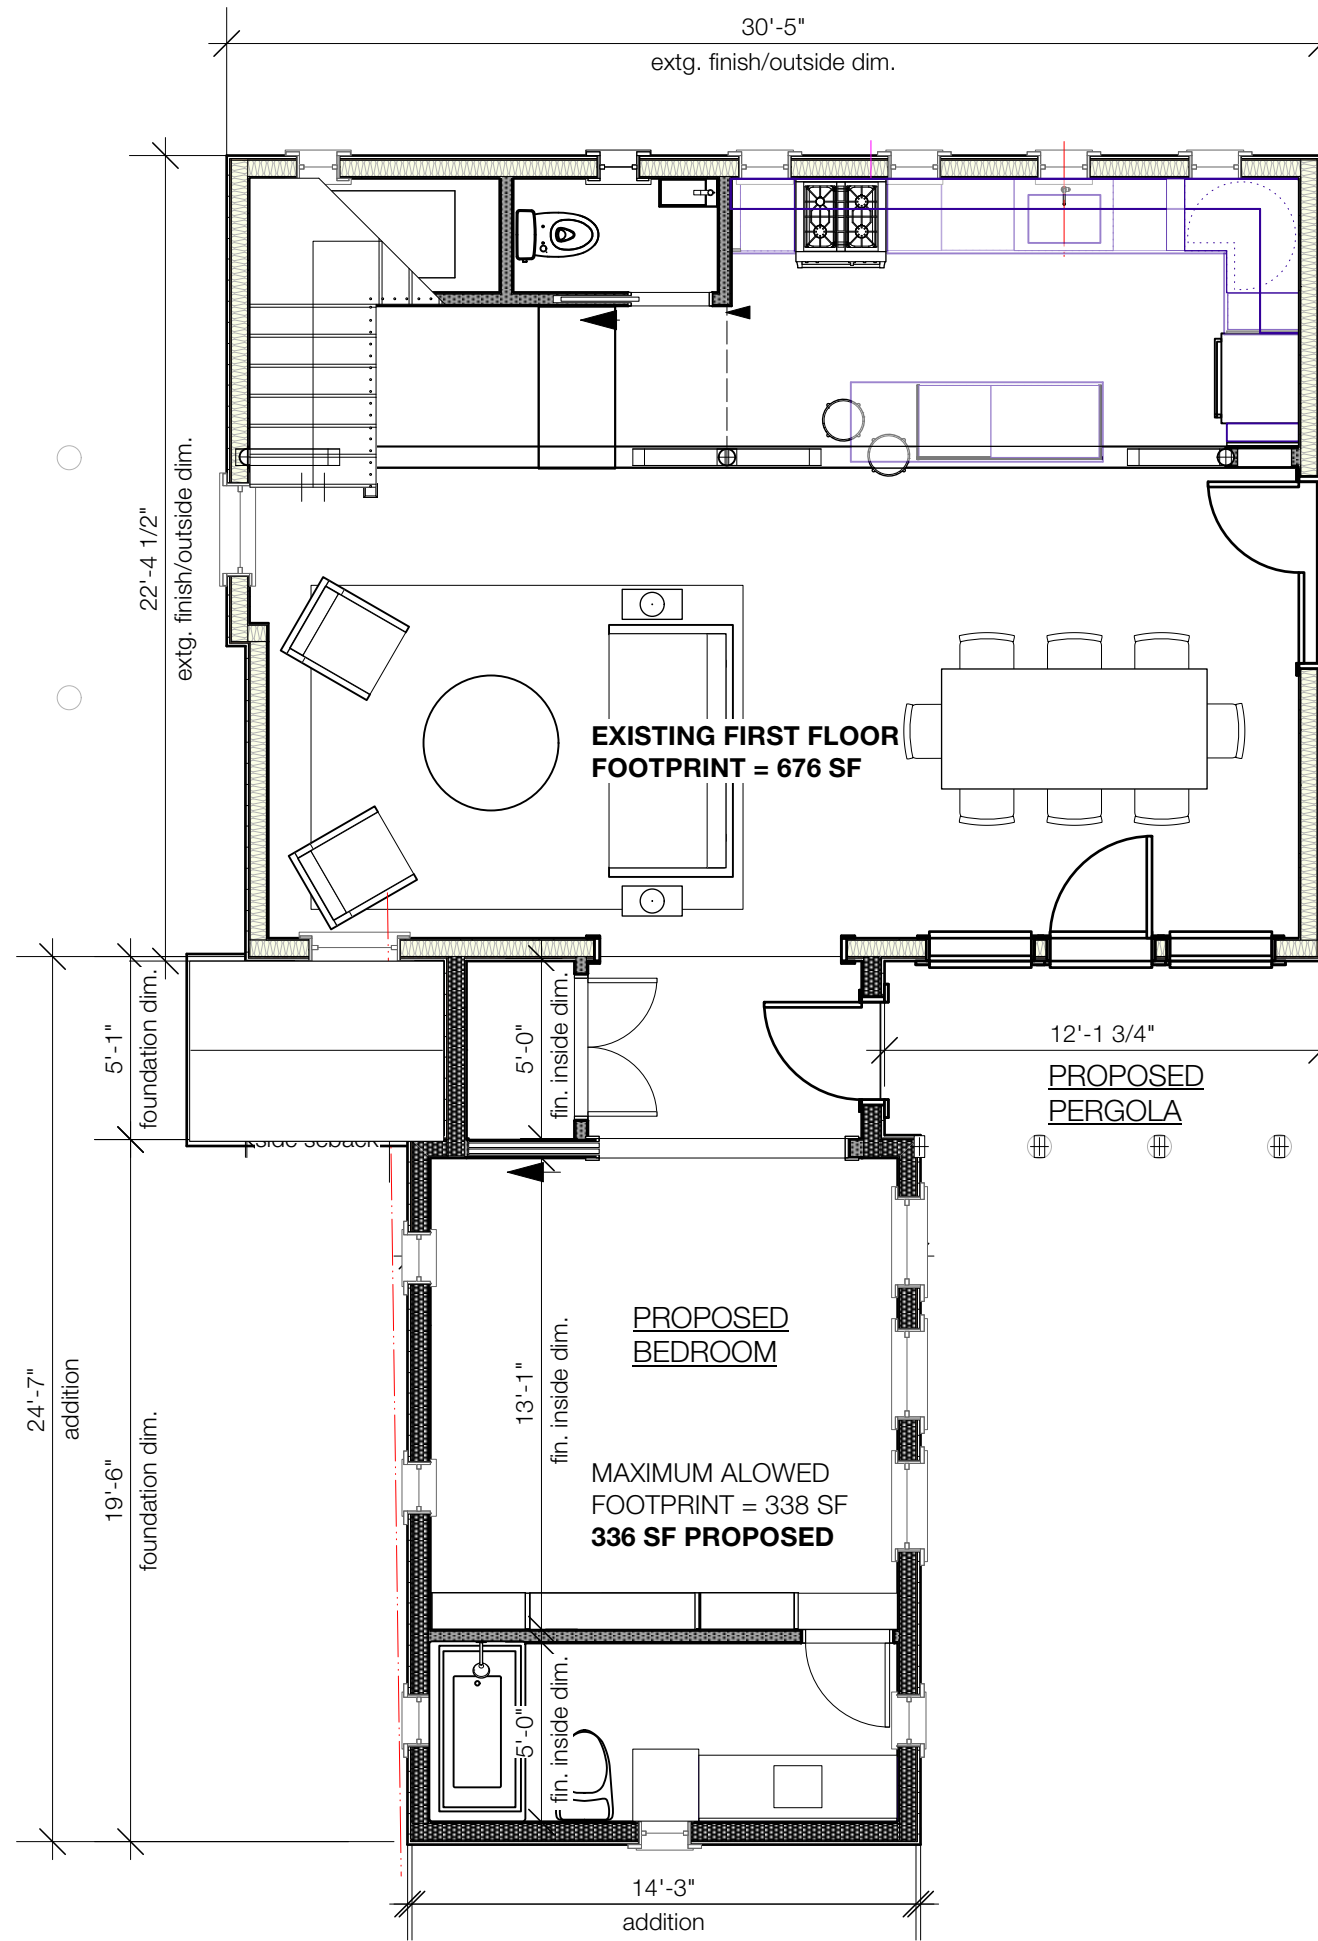 30'-5"
extg. finish/outside dim.
22'-4 1/2"
extg. finish/outside dim.
EXISTING FIRST FLOOR
FOOTPRINT = 676 SF
5'-1"
foundation dim.
5'-0"
fin. inside dim.
12'-1 3/4"
PROPOSED
PERGOLA
side seback
24'-7"
addition
19'-6"
foundation dim.
13'-1"
fin. inside dim.
PROPOSED
BEDROOM
MAXIMUM ALOWED
FOOTPRINT = 338 SF
336 SF PROPOSED
5'-0"
fin. inside dim.
14'-3"
addition